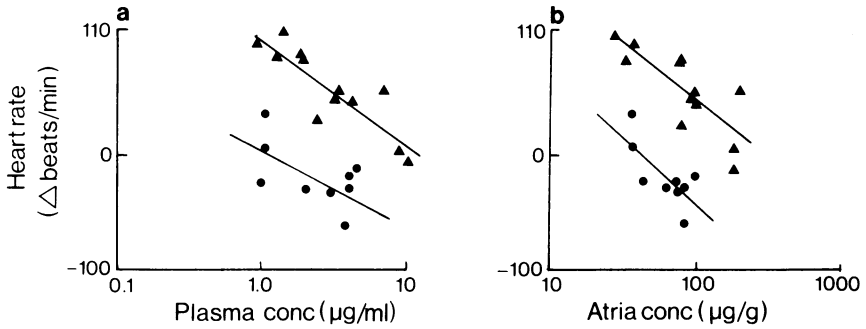 a
110
0
−100
Heart rate
(△ beats/min)
0.1 1.0 10
Plasma conc (µg/ml)
b
110
0
−100
10 100 1000
Atria conc (µg/g)